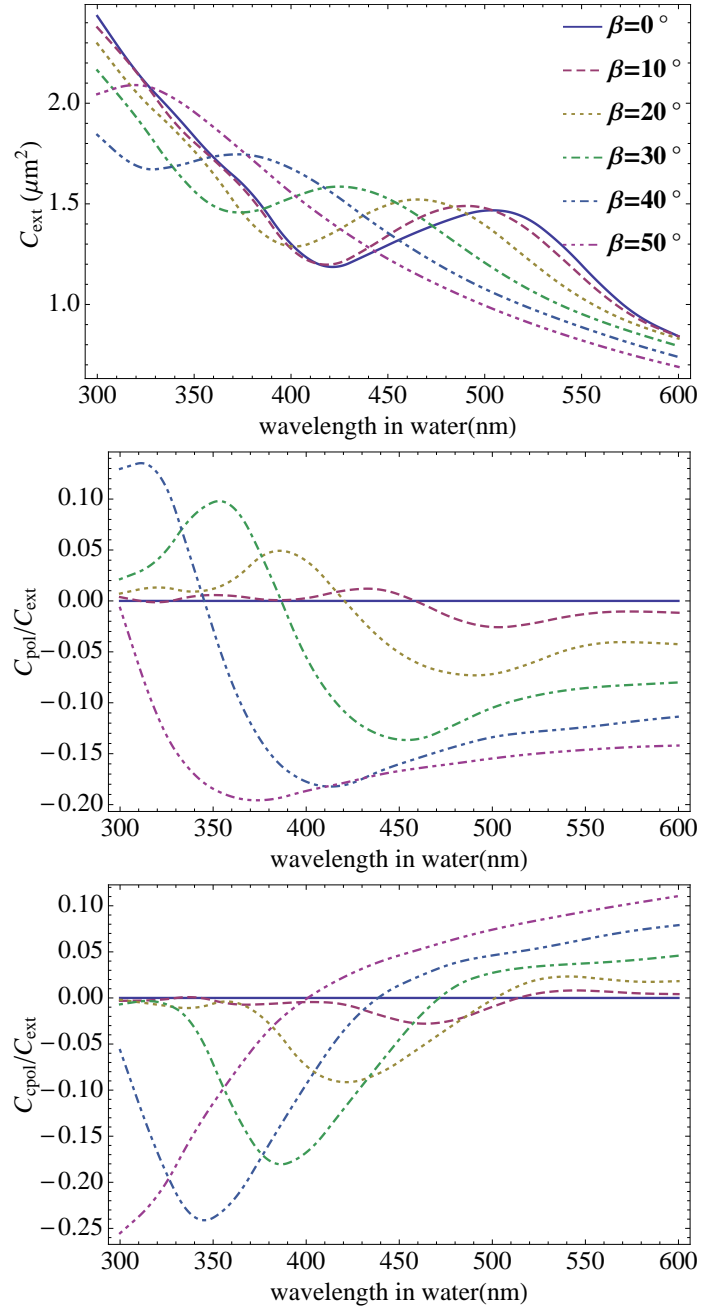 β=0°
β=10°
β=20°
β=30°
β=40°
β=50°
C_ext (μm²)
2.0
1.5
1.0
300 350 400 450 500 550 600
wavelength in water(nm)
C_pol/C_ext
0.10
0.05
0.00
−0.05
−0.10
−0.15
−0.20
300 350 400 450 500 550 600
wavelength in water(nm)
C_cpol/C_ext
0.10
0.05
0.00
−0.05
−0.10
−0.15
−0.20
−0.25
300 350 400 450 500 550 600
wavelength in water(nm)